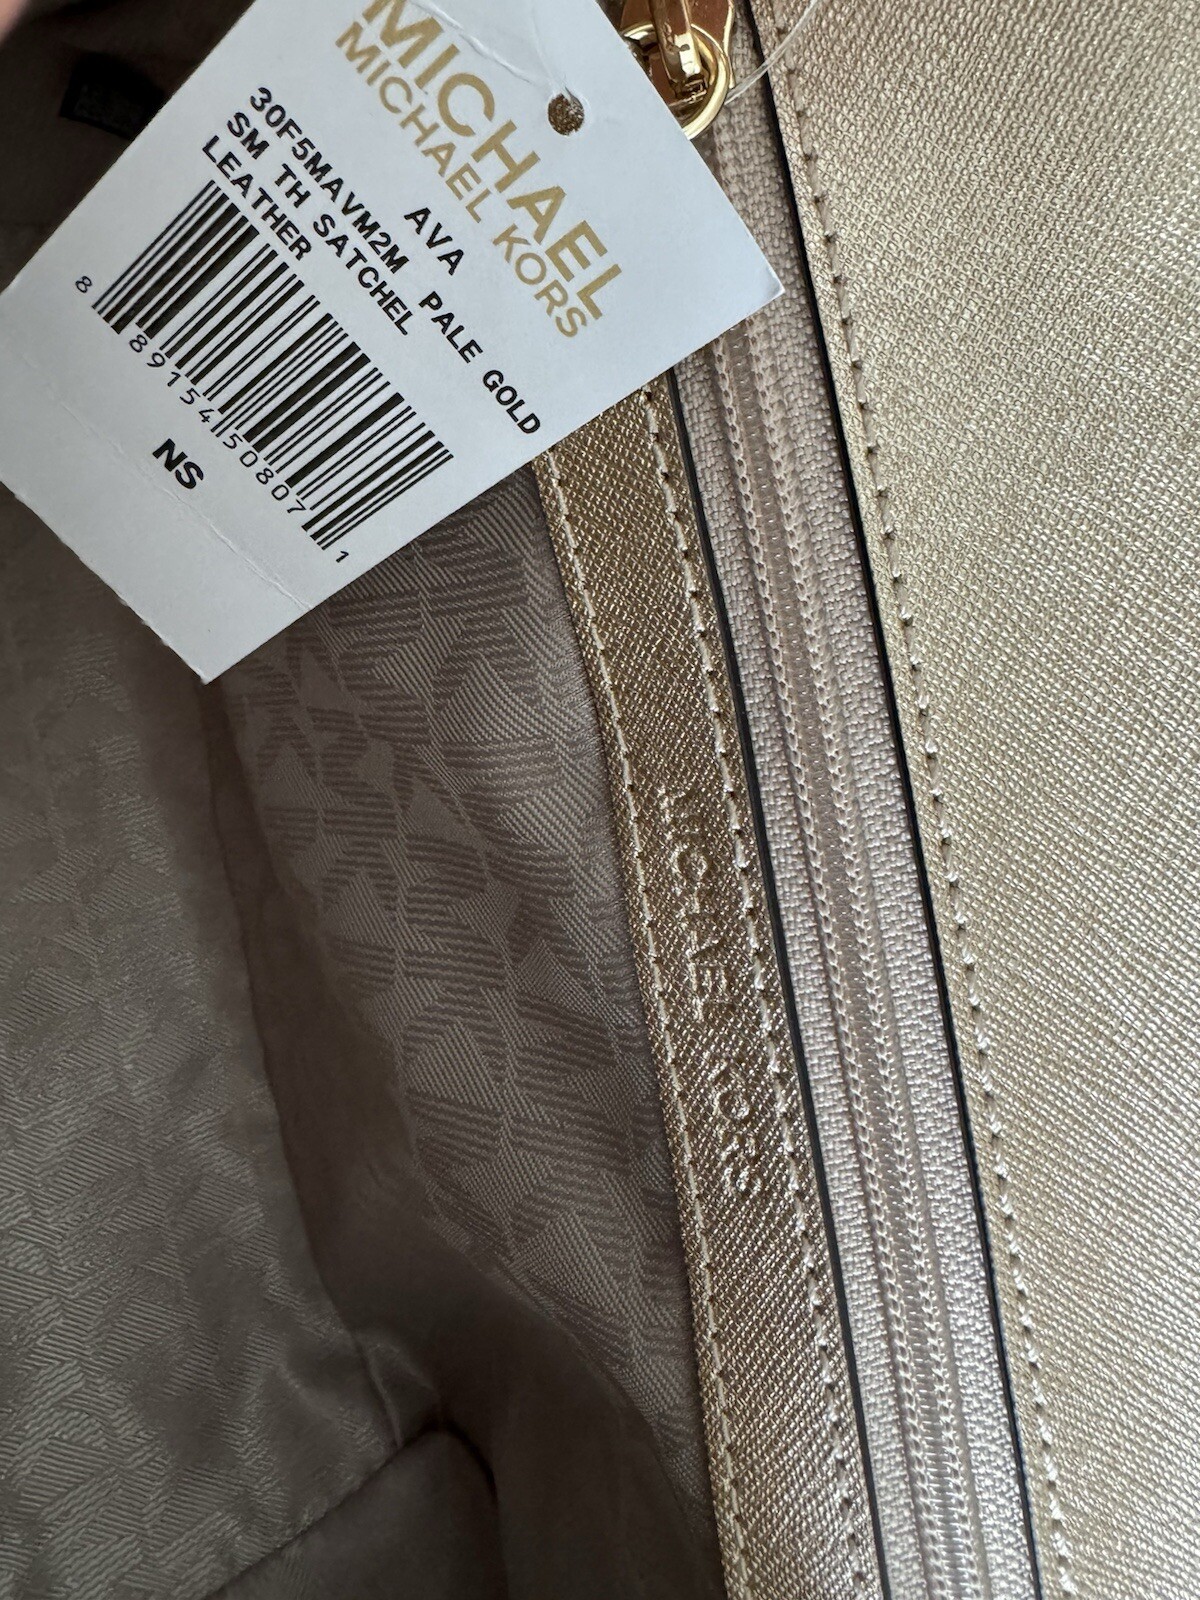 MICHAEL
MICHAEL KORS
AVA
30F5MAVM2M PALE GOLD
SM TH SATCHEL
LEATHER
8 89154 50807 1
NS
MICHAEL KORS